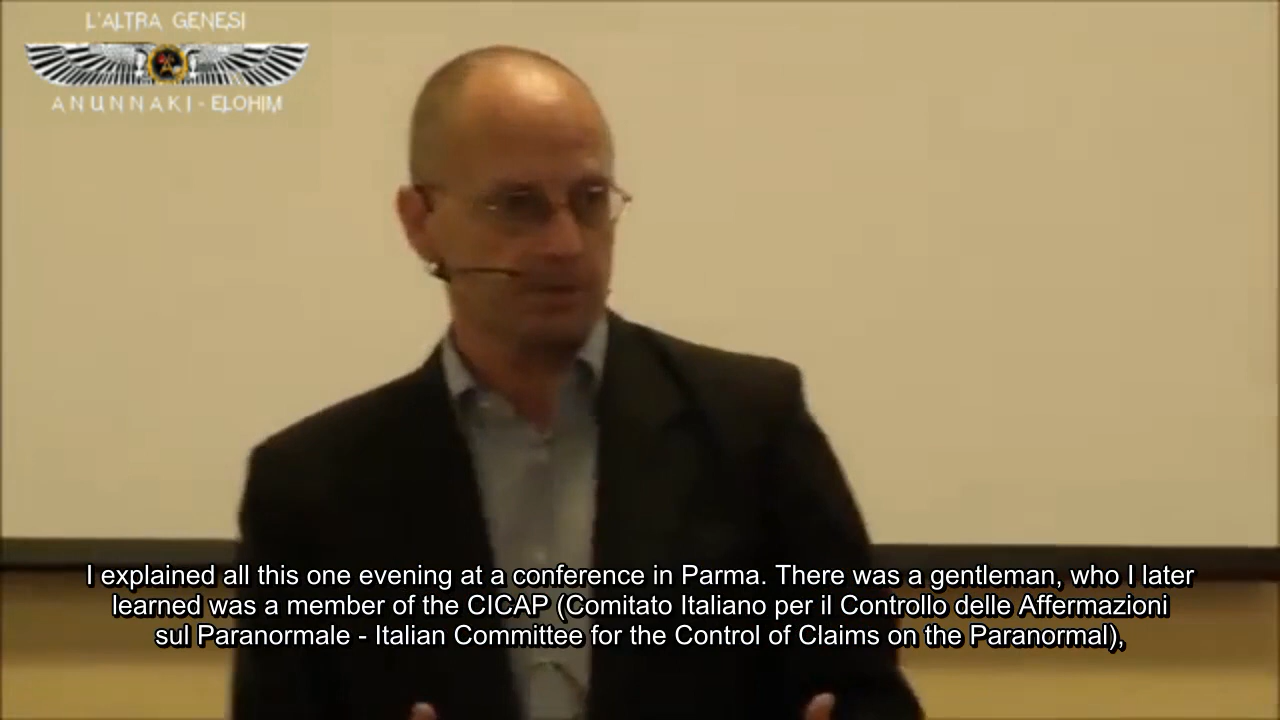 L'ALTRA GENESI
ANUNNAKI - ELOHIM
I explained all this one evening at a conference in Parma. There was a gentleman, who I later
learned was a member of the CICAP (Comitato Italiano per il Controllo delle Affermazioni
sul Paranormale - Italian Committee for the Control of Claims on the Paranormal),